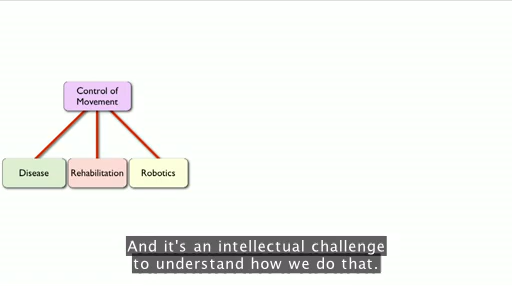 Control of
Movement
Disease
Rehabilitation
Robotics
And it's an intellectual challenge
to understand how we do that.